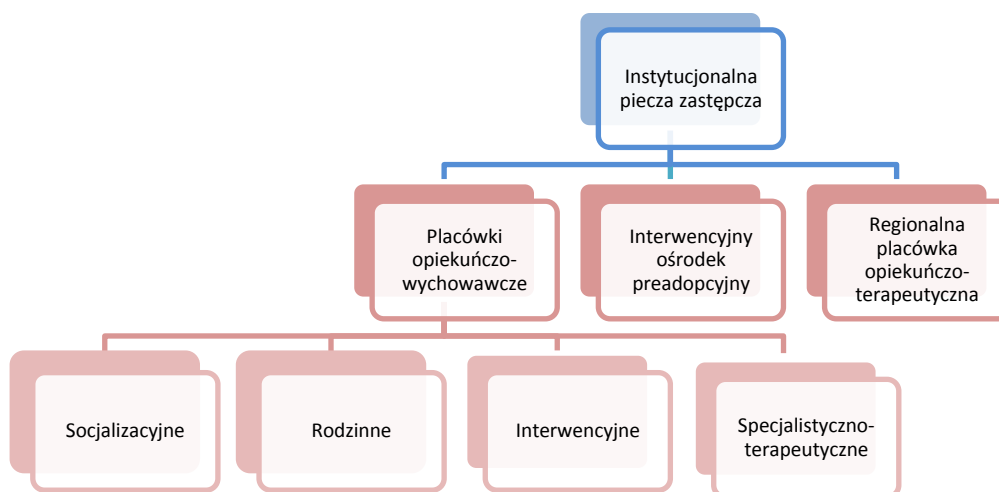 Instytucjonalna
piecza zastępcza
Placówki
opiekuńczo-
wychowawcze
Interwencyjny
ośrodek
preadopcyjny
Regionalna
placówka
opiekuńczo-
terapeutyczna
Socjalizacyjne
Rodzinne
Interwencyjne
Specjalistyczno-
terapeutyczne